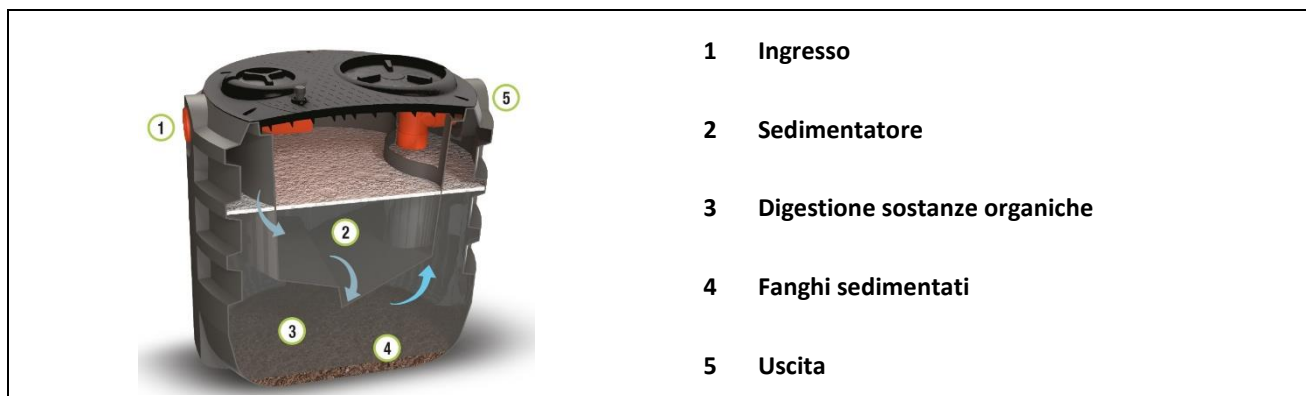 1 Ingresso
2 Sedimentatore
3 Digestione sostanze organiche
4 Fanghi sedimentati
5 Uscita
1
5
2
3
4